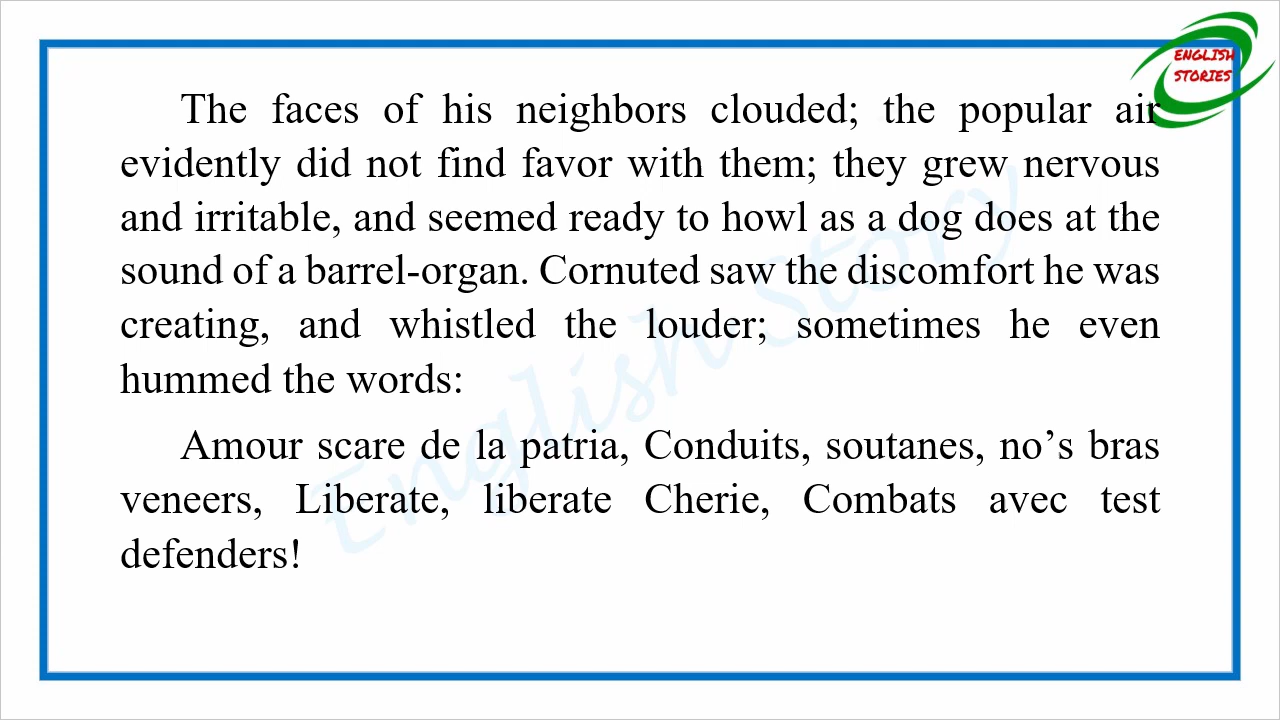 ENGLISH
STORIES
The faces of his neighbors clouded; the popular air
evidently did not find favor with them; they grew nervous
and irritable, and seemed ready to howl as a dog does at the
sound of a barrel-organ. Cornuted saw the discomfort he was
creating, and whistled the louder; sometimes he even
hummed the words:
Amour scare de la patria, Conduits, soutanes, no’s bras
veneers, Liberate, liberate Cherie, Combats avec test
defenders!
English Story